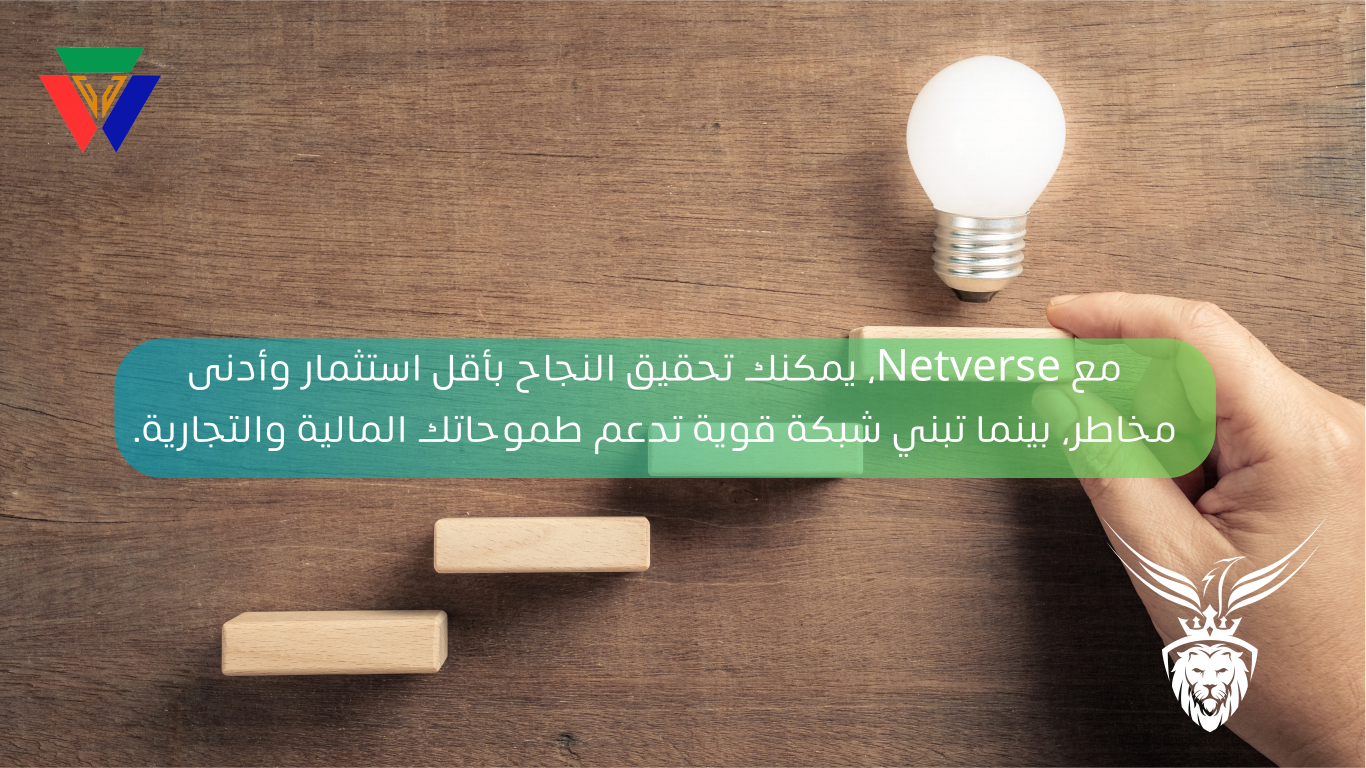 مع Netverse، يمكنك تحقيق النجاح بأقل استثمار وأدنى
مخاطر، بينما تبني شبكة قوية تدعم طموحاتك المالية والتجارية.